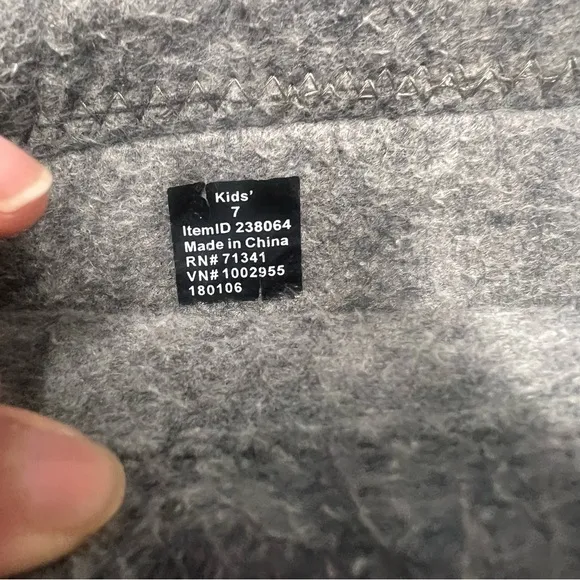 Kids'
7
ItemID 238064
Made in China
RN# 71341
VN# 1002955
180106